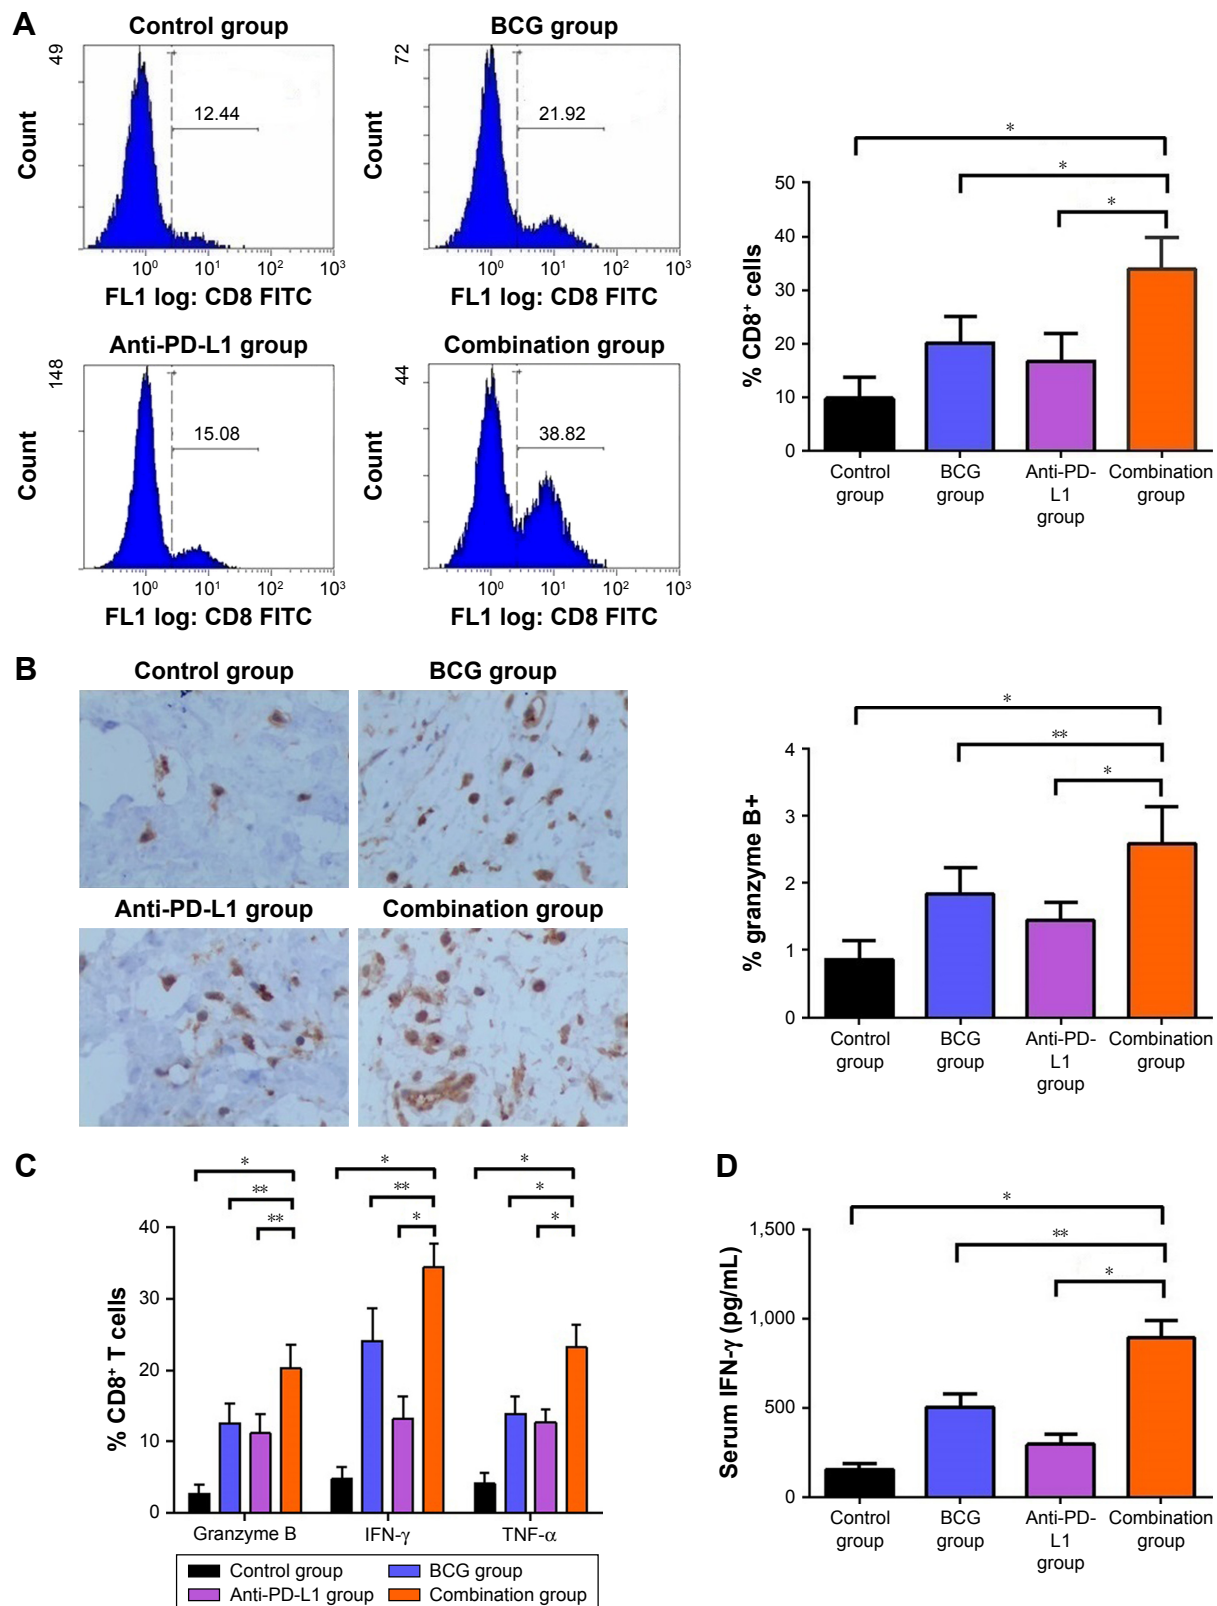 A
Control group
49
Count
12.44
10⁰ 10¹ 10² 10³
FL1 log: CD8 FITC
BCG group
72
Count
21.92
10⁰ 10¹ 10² 10³
FL1 log: CD8 FITC
Anti-PD-L1 group
148
Count
15.08
10⁰ 10¹ 10² 10³
FL1 log: CD8 FITC
Combination group
44
Count
38.82
10⁰ 10¹ 10² 10³
FL1 log: CD8 FITC
*
*
*
% CD8⁺ cells
50
40
30
20
10
0
Control group
BCG group
Anti-PD-L1 group
Combination group
B
Control group
BCG group
Anti-PD-L1 group
Combination group
*
**
*
% granzyme B+
4
3
2
1
0
Control group
BCG group
Anti-PD-L1 group
Combination group
C
* * *
** ** *
** * *
% CD8⁺ T cells
40
30
20
10
0
Granzyme B IFN-γ TNF-α
Control group BCG group
Anti-PD-L1 group Combination group
D
*
**
*
Serum IFN-γ (pg/mL)
1,500
1,000
500
0
Control group
BCG group
Anti-PD-L1 group
Combination group